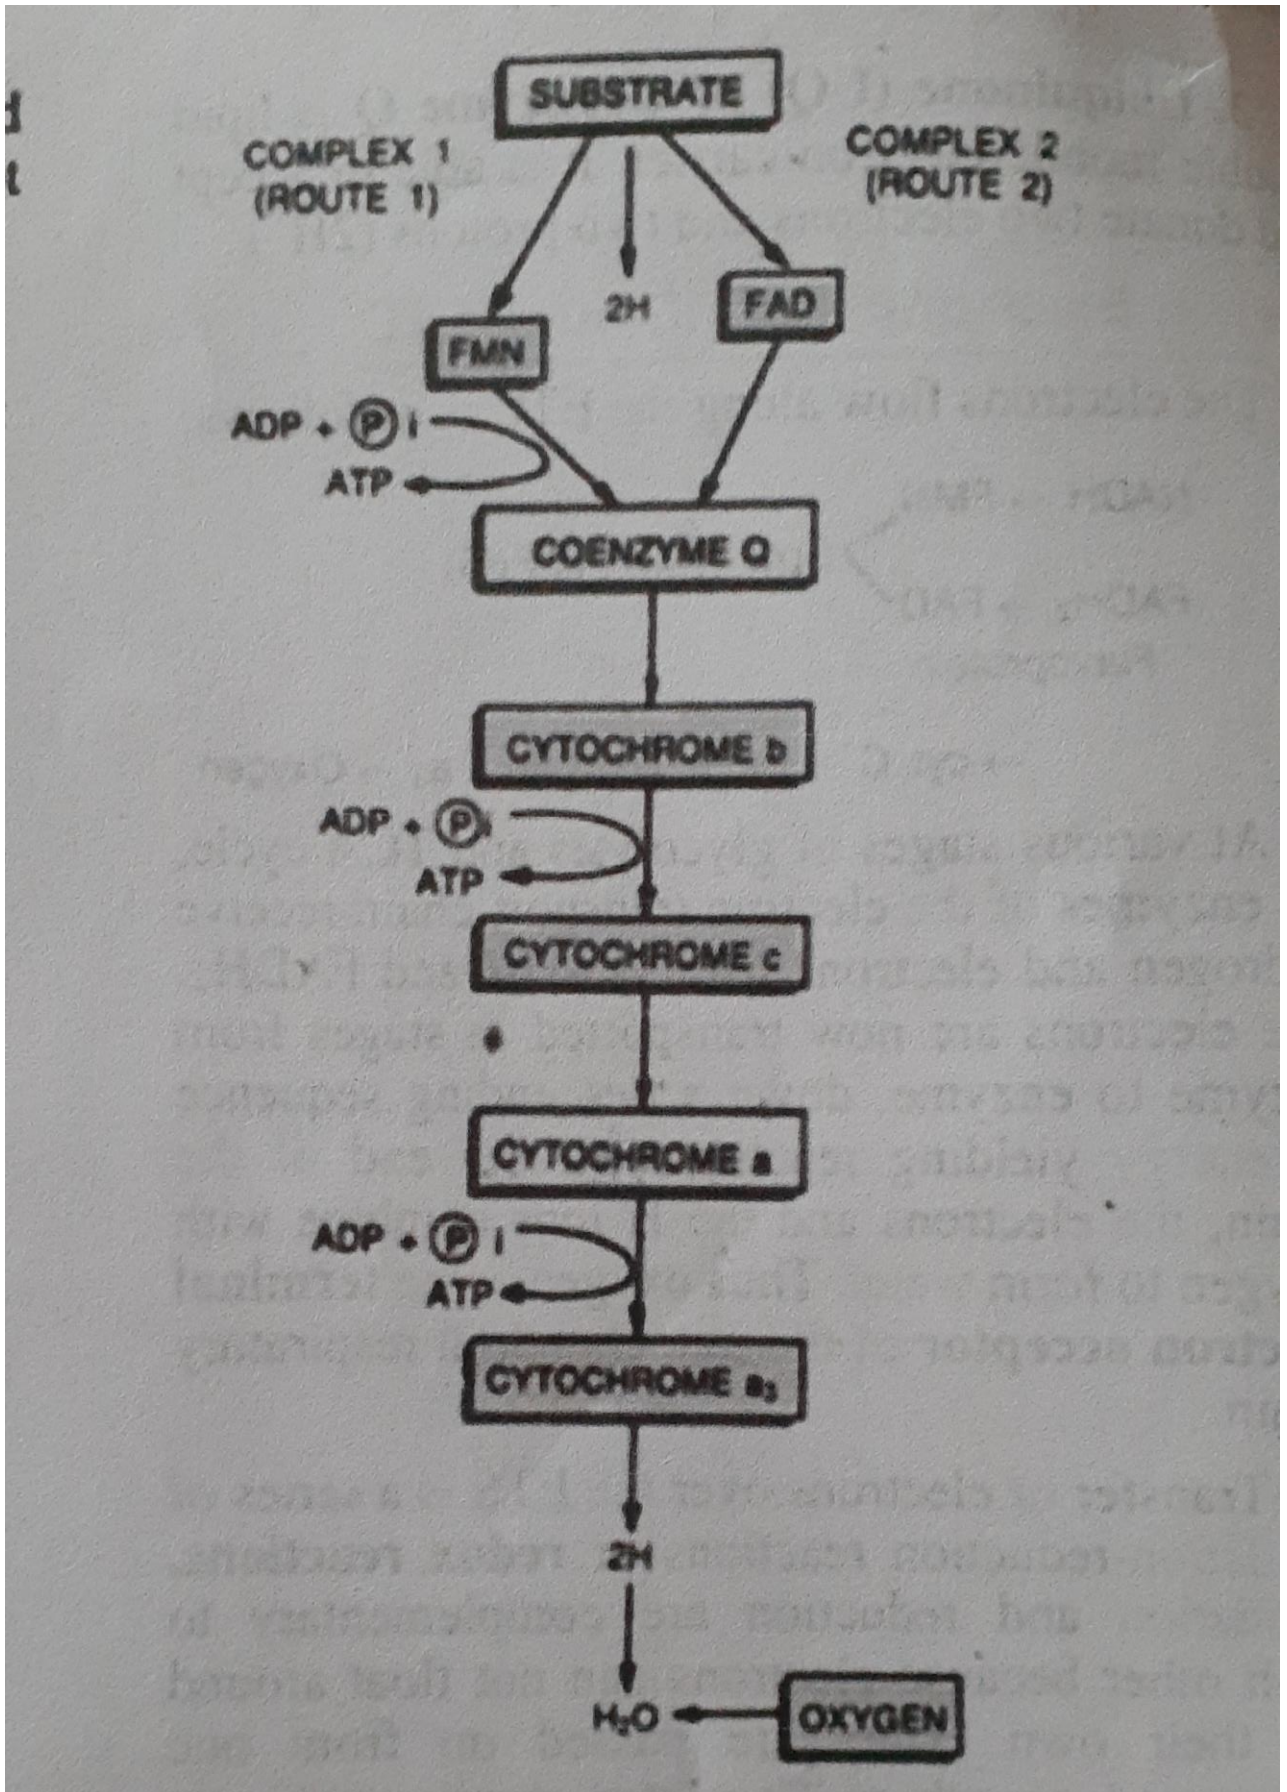 d
t
SUBSTRATE
COMPLEX 1
(ROUTE 1)
COMPLEX 2
(ROUTE 2)
2H
FAD
FMN
ADP + P i
ATP
COENZYME Q
CYTOCHROME b
ADP + P i
ATP
CYTOCHROME c
CYTOCHROME a
ADP + P i
ATP
CYTOCHROME a₃
2H
H₂O
OXYGEN